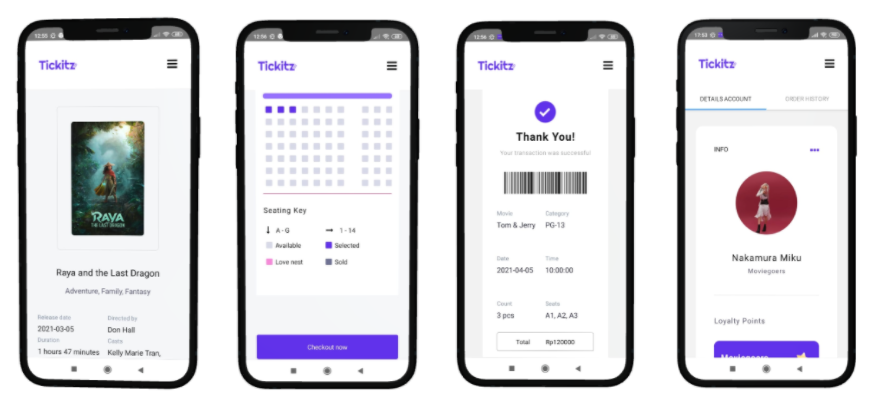 12:55
Tickitz
RAYA
THE LAST DRAGON
Raya and the Last Dragon
Adventure, Family, Fantasy
Release date Directed by
2021-03-05 Don Hall
Duration Casts
1 hours 47 minutes Kelly Marie Tran,
12:56
Tickitz
Seating Key
↓ A - G → 1 - 14
Available Selected
Love nest Sold
Checkout now
12:56
Tickitz
Thank You!
Your transaction was successful
Movie Category
Tom & Jerry PG-13
Date Time
2021-04-05 10:00:00
Count Seats
3 pcs A1, A2, A3
Total Rp120000
17:53
Tickitz
DETAILS ACCOUNT ORDER HISTORY
INFO
Nakamura Miku
Moviegoers
Loyalty Points
Moviegoers